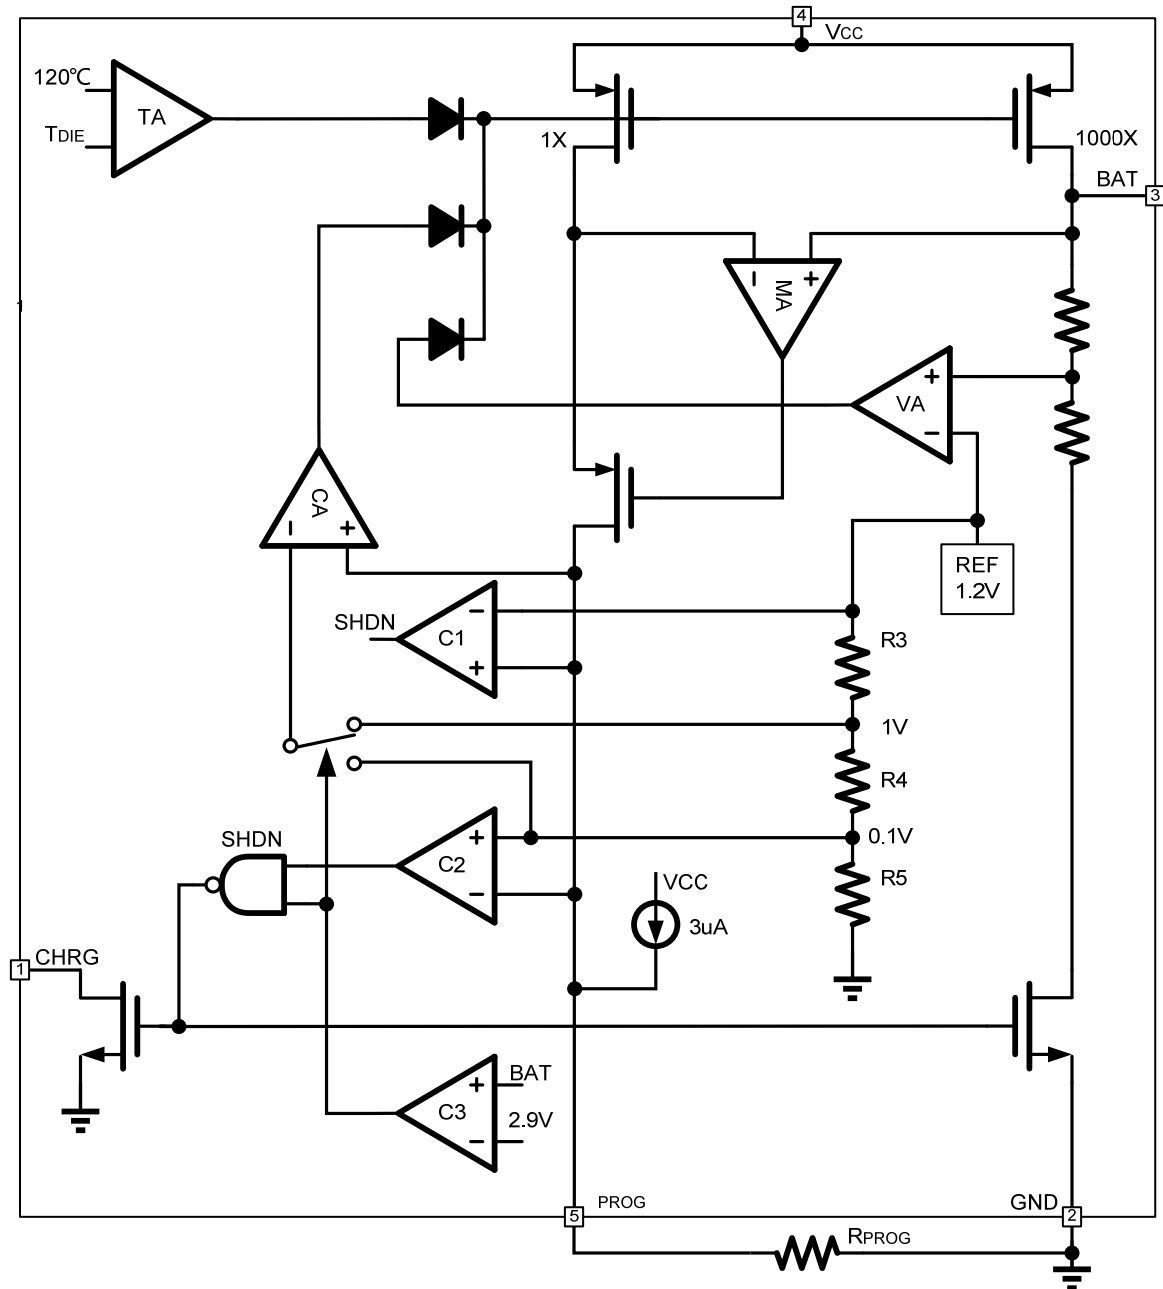 4
VCC
120℃
TA
TDIE
1X
1000X
BAT
3
− +
MA
1
+
VA
−
CA
− +
REF
1.2V
SHDN
−
C1
+
R3
1V
R4
SHDN
+
C2
−
0.1V
R5
VCC
3uA
CHRG
1
BAT
+
C3
2.9V
−
PROG
5
GND
2
RPROG